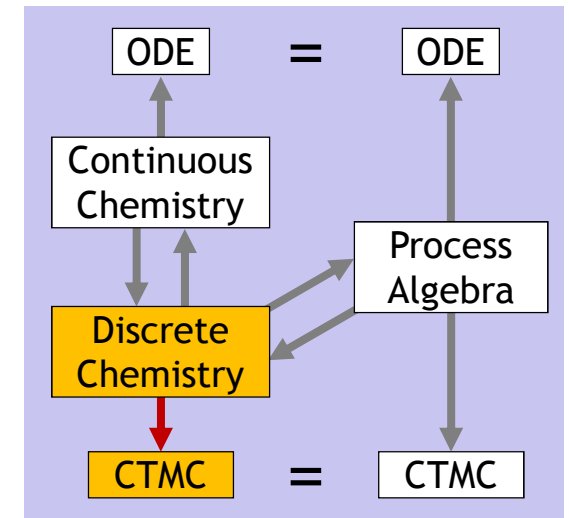 ODE = ODE
Continuous
Chemistry
Process
Algebra
Discrete
Chemistry
CTMC = CTMC